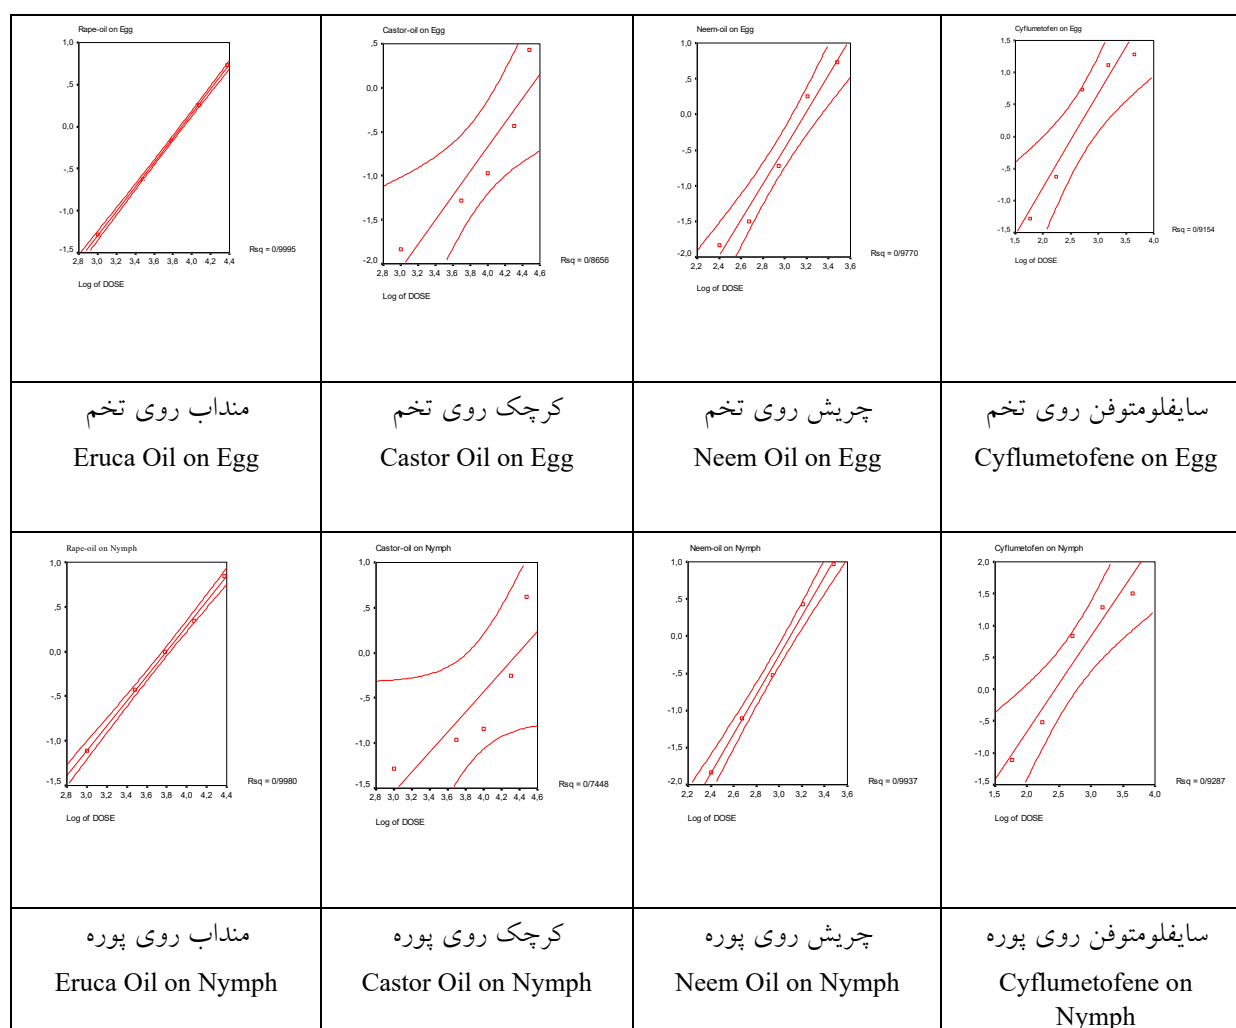 Rape-oil on Egg
1,0
,5
0,0
-,5
-1,0
-1,5
2,8 3,0 3,2 3,4 3,6 3,8 4,0 4,2 4,4
Rsq = 0/9995
Log of DOSE
Castor-oil on Egg
,5
0,0
-,5
-1,0
-1,5
-2,0
2,8 3,0 3,2 3,4 3,6 3,8 4,0 4,2 4,4 4,6
Rsq = 0/8656
Log of DOSE
Neem-oil on Egg
1,0
,5
0,0
-,5
-1,0
-1,5
-2,0
2,2 2,4 2,6 2,8 3,0 3,2 3,4 3,6
Rsq = 0/9770
Log of DOSE
Cyflumetofen on Egg
1,5
1,0
,5
0,0
-,5
-1,0
-1,5
1,5 2,0 2,5 3,0 3,5 4,0
Rsq = 0/9154
Log of DOSE
منداب روی تخم
Eruca Oil on Egg
کرچک روی تخم
Castor Oil on Egg
چریش روی تخم
Neem Oil on Egg
سایفلومتوفن روی تخم
Cyflumetofene on Egg
Rape-oil on Nymph
1,0
,5
0,0
-,5
-1,0
-1,5
2,8 3,0 3,2 3,4 3,6 3,8 4,0 4,2 4,4
Rsq = 0/9980
Log of DOSE
Castor-oil on Nymph
1,0
,5
0,0
-,5
-1,0
-1,5
2,8 3,0 3,2 3,4 3,6 3,8 4,0 4,2 4,4 4,6
Rsq = 0/7448
Log of DOSE
Neem-oil on Nymph
1,0
,5
0,0
-,5
-1,0
-1,5
-2,0
2,2 2,4 2,6 2,8 3,0 3,2 3,4 3,6
Rsq = 0/9937
Log of DOSE
Cyflumetofen on Nymph
2,0
1,5
1,0
,5
0,0
-,5
-1,0
-1,5
1,5 2,0 2,5 3,0 3,5 4,0
Rsq = 0/9287
Log of DOSE
منداب روی پوره
Eruca Oil on Nymph
کرچک روی پوره
Castor Oil on Nymph
چریش روی پوره
Neem Oil on Nymph
سایفلومتوفن روی پوره
Cyflumetofene on
Nymph